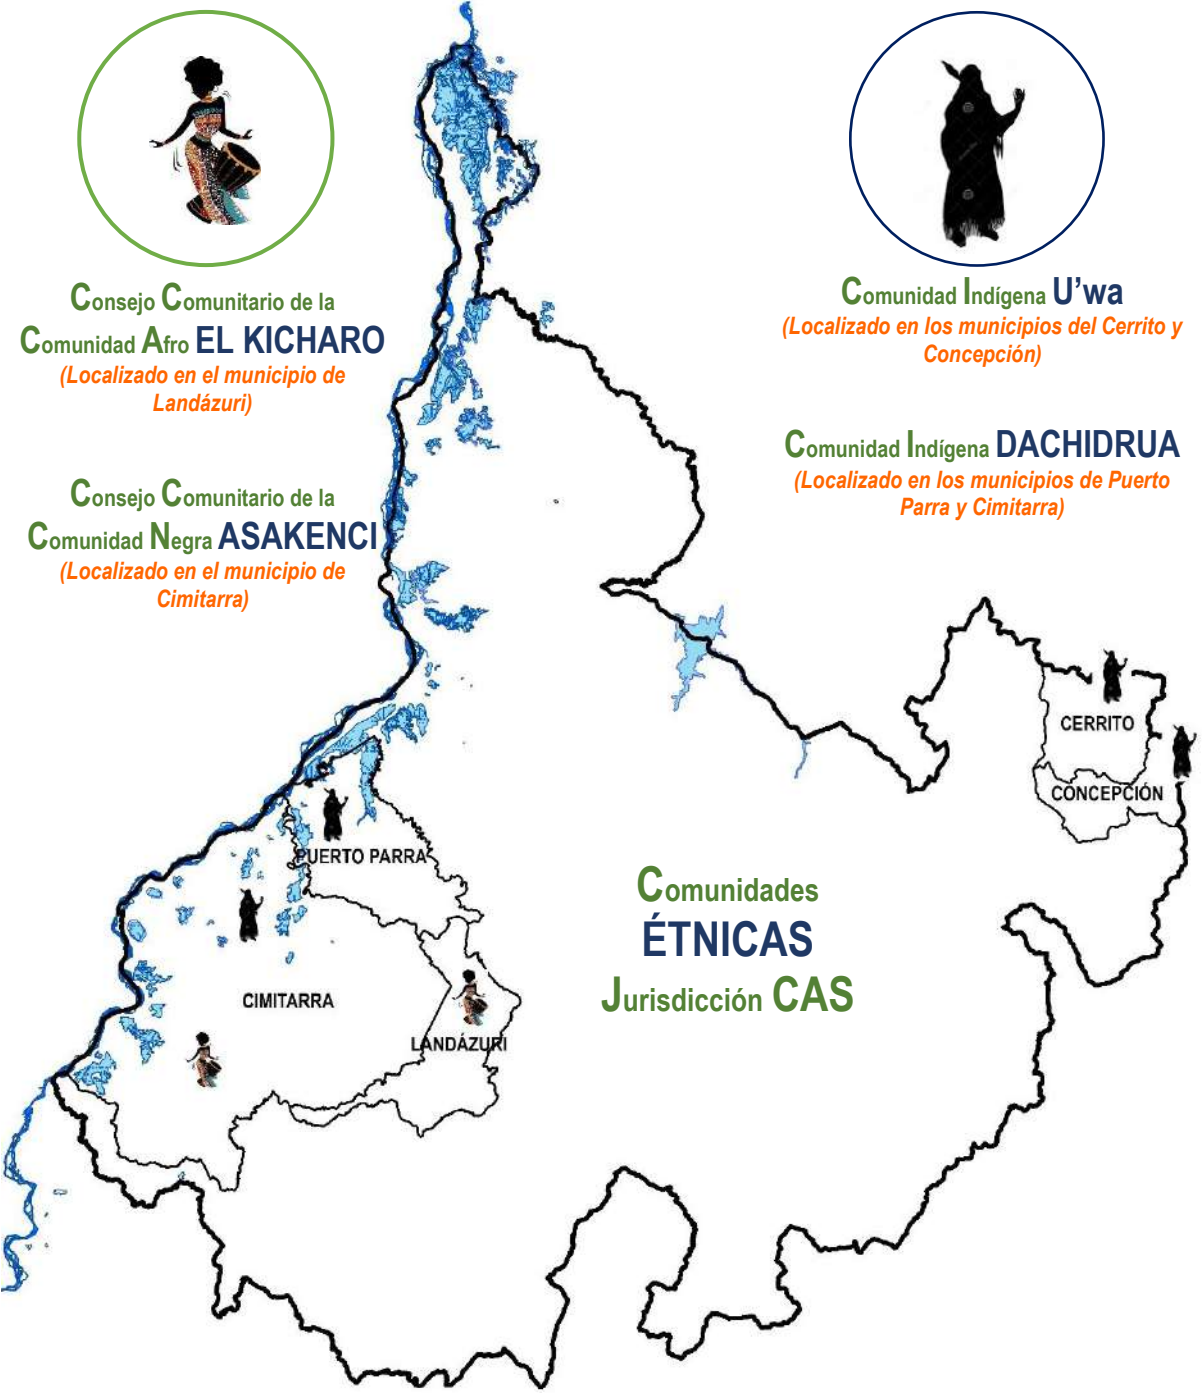 Consejo Comunitario de la
Comunidad Afro EL KICHARO
(Localizado en el municipio de
Landázuri)
Consejo Comunitario de la
Comunidad Negra ASAKENCI
(Localizado en el municipio de
Cimitarra)
Comunidad Indígena U’wa
(Localizado en los municipios del Cerrito y
Concepción)
Comunidad Indígena DACHIDRUA
(Localizado en los municipios de Puerto
Parra y Cimitarra)
CERRITO
CONCEPCIÓN
PUERTO PARRA
CIMITARRA
LANDÁZURI
Comunidades
ÉTNICAS
Jurisdicción CAS